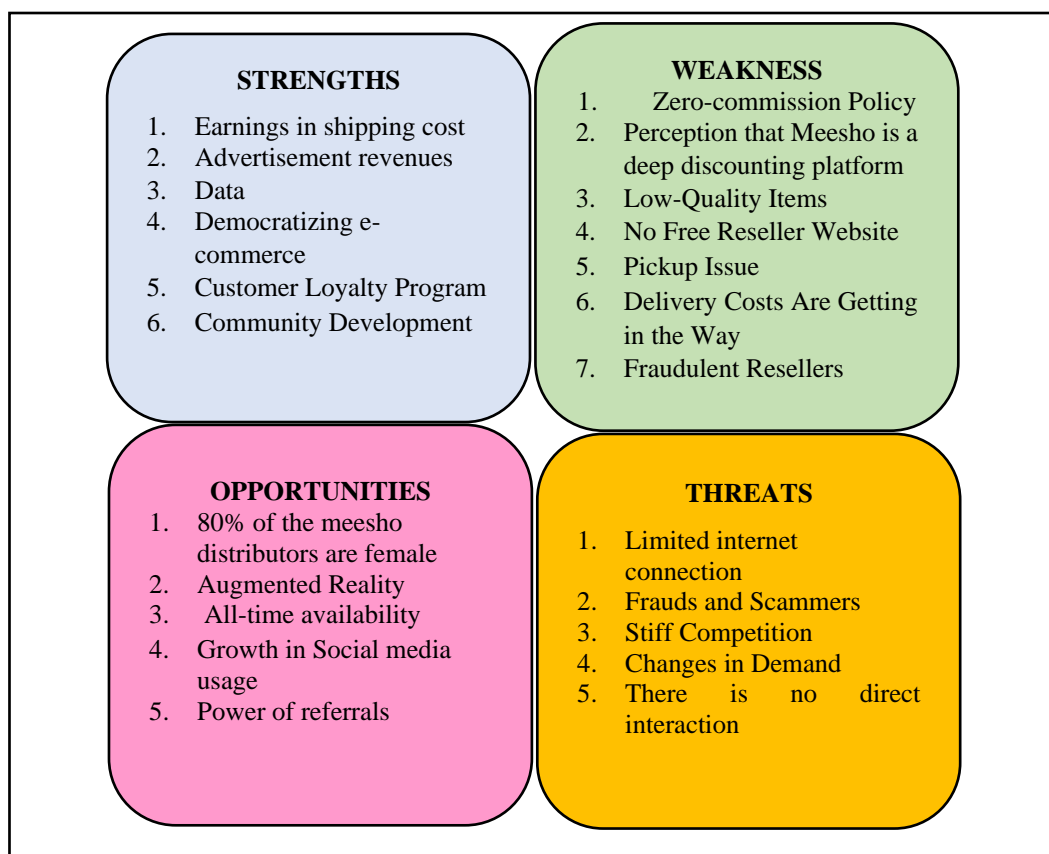 STRENGTHS
1. Earnings in shipping cost
2. Advertisement revenues
3. Data
4. Democratizing e-
commerce
5. Customer Loyalty Program
6. Community Development
WEAKNESS
1. Zero-commission Policy
2. Perception that Meesho is a
deep discounting platform
3. Low-Quality Items
4. No Free Reseller Website
5. Pickup Issue
6. Delivery Costs Are Getting
in the Way
7. Fraudulent Resellers
OPPORTUNITIES
1. 80% of the meesho
distributors are female
2. Augmented Reality
3. All-time availability
4. Growth in Social media
usage
5. Power of referrals
THREATS
1. Limited internet
connection
2. Frauds and Scammers
3. Stiff Competition
4. Changes in Demand
5. There is no direct
interaction